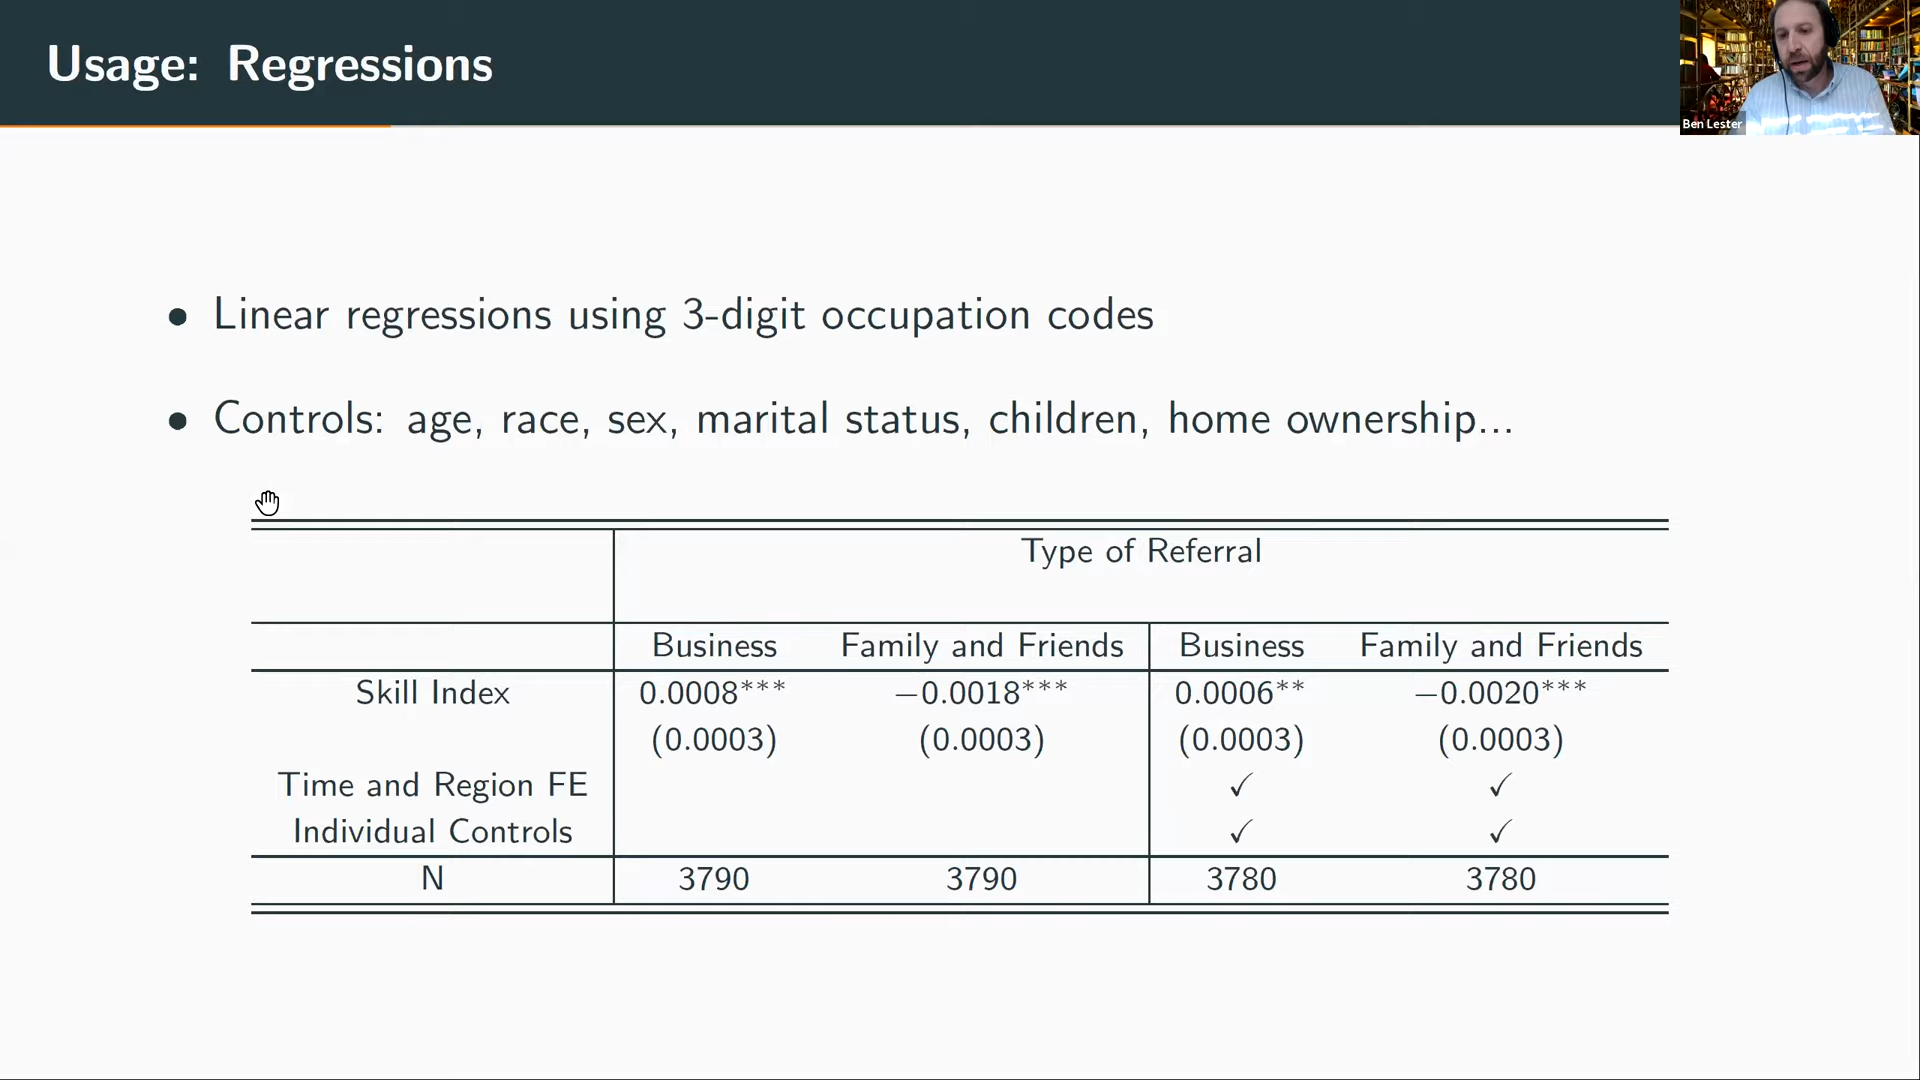 Usage: Regressions
Ben Lester
• Linear regressions using 3-digit occupation codes
• Controls: age, race, sex, marital status, children, home ownership...
Type of Referral
Business Family and Friends Business Family and Friends
Skill Index 0.0008*** −0.0018*** 0.0006** −0.0020***
(0.0003) (0.0003) (0.0003) (0.0003)
Time and Region FE ✓ ✓
Individual Controls ✓ ✓
N 3790 3790 3780 3780